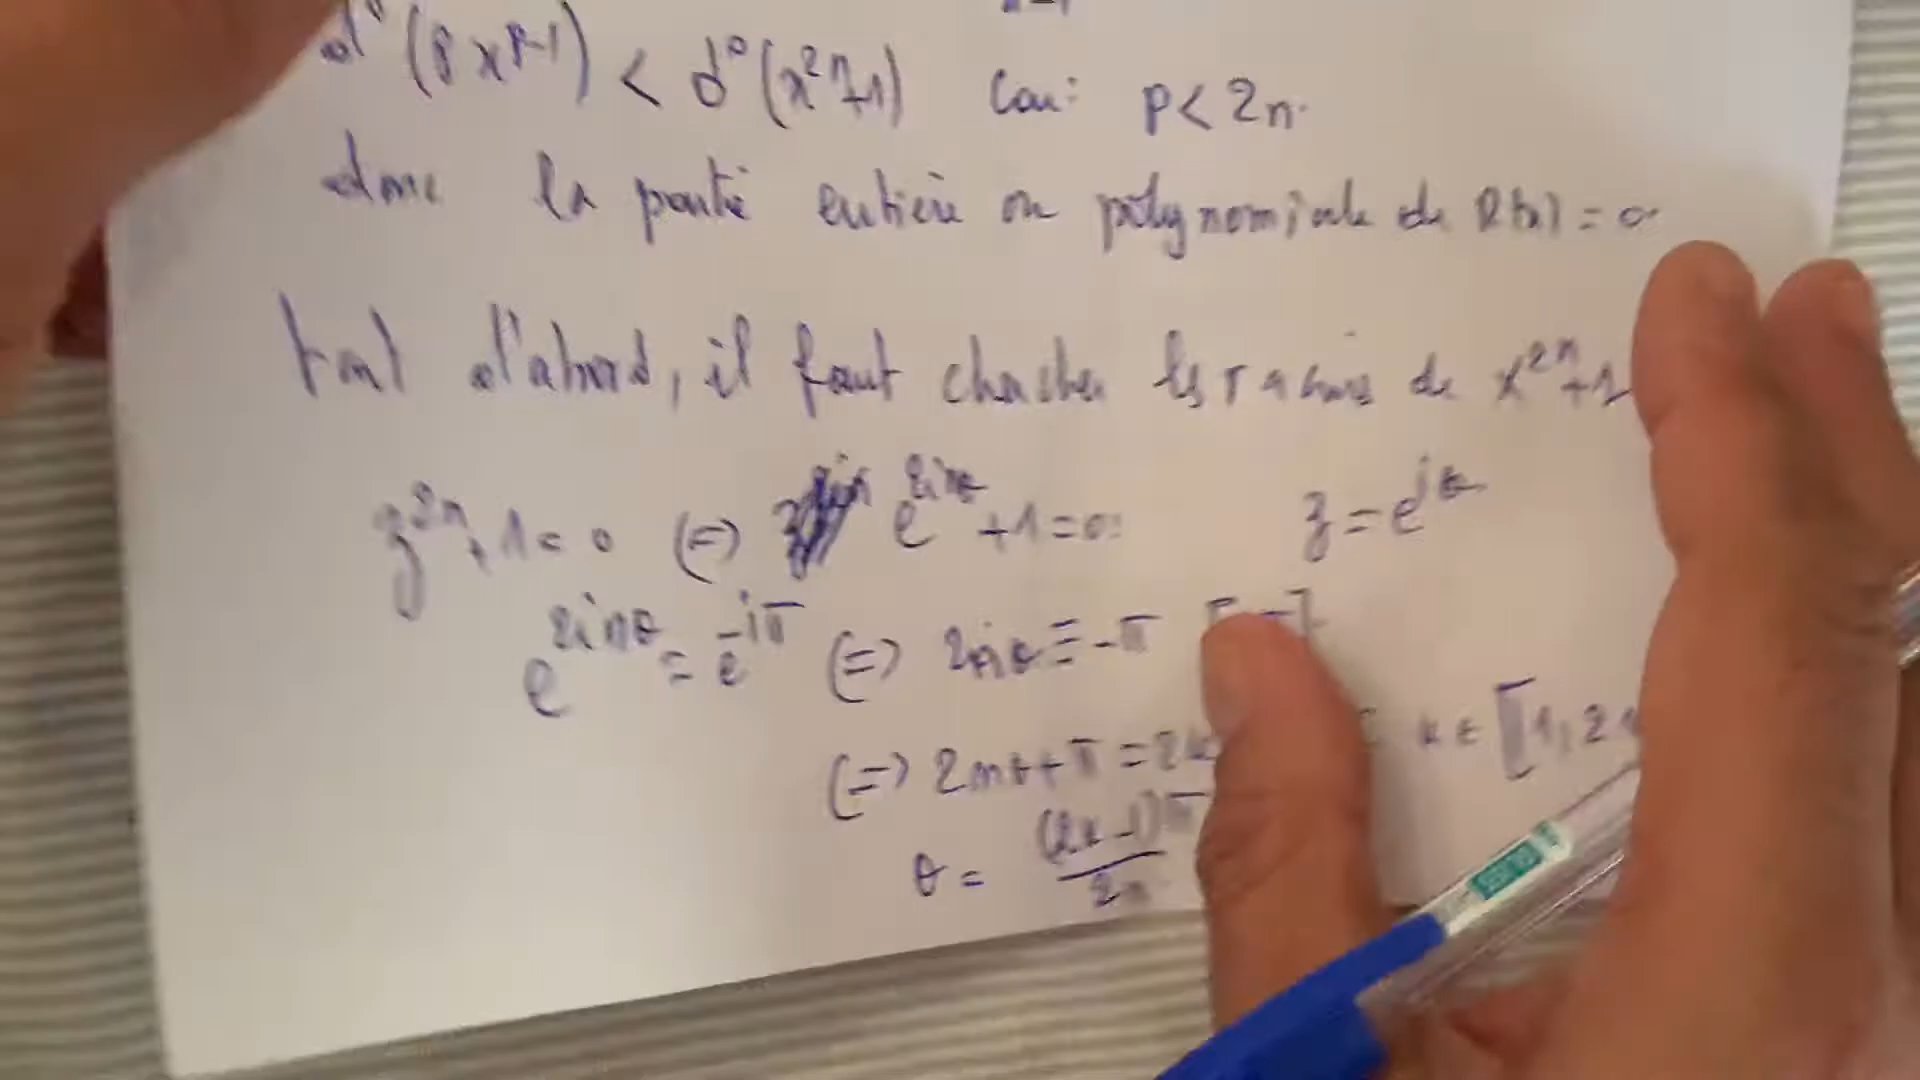 d°(8x^{p-1}) < d°(x^{2n}+1) Car: p<2n.
donc la partie entière ou polynomiale de R(x) = 0.
tout d'abord, il faut chercher les racines de x^{2n}+1
z^{2n}+1=0 (=) e^{2inθ}+1=0 z=e^{iθ}
e^{2inθ} = e^{-iπ} (=) 2nθ ≡ -π
(=) 2nθ+π = 2k k ∈ [1, 2
θ = (2k-1)π / 2n